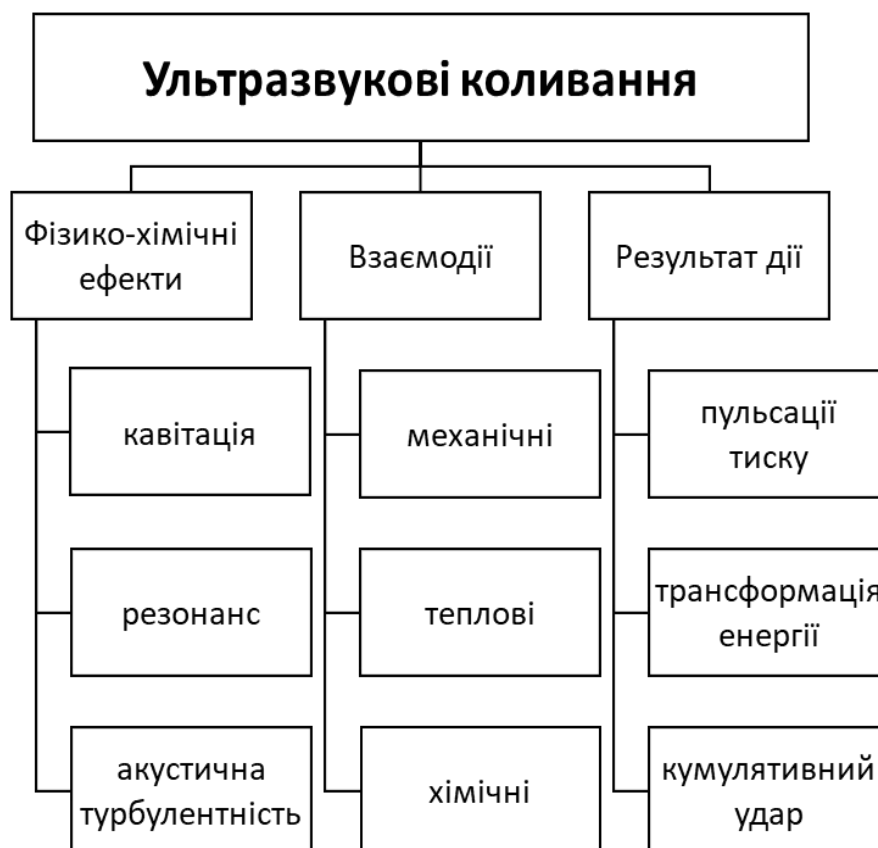 Ультразвукові коливання
Фізико-хімічні
ефекти
Взаємодії
Результат дії
кавітація
механічні
пульсації
тиску
резонанс
теплові
трансформація
енергії
акустична
турбулентність
хімічні
кумулятивний
удар